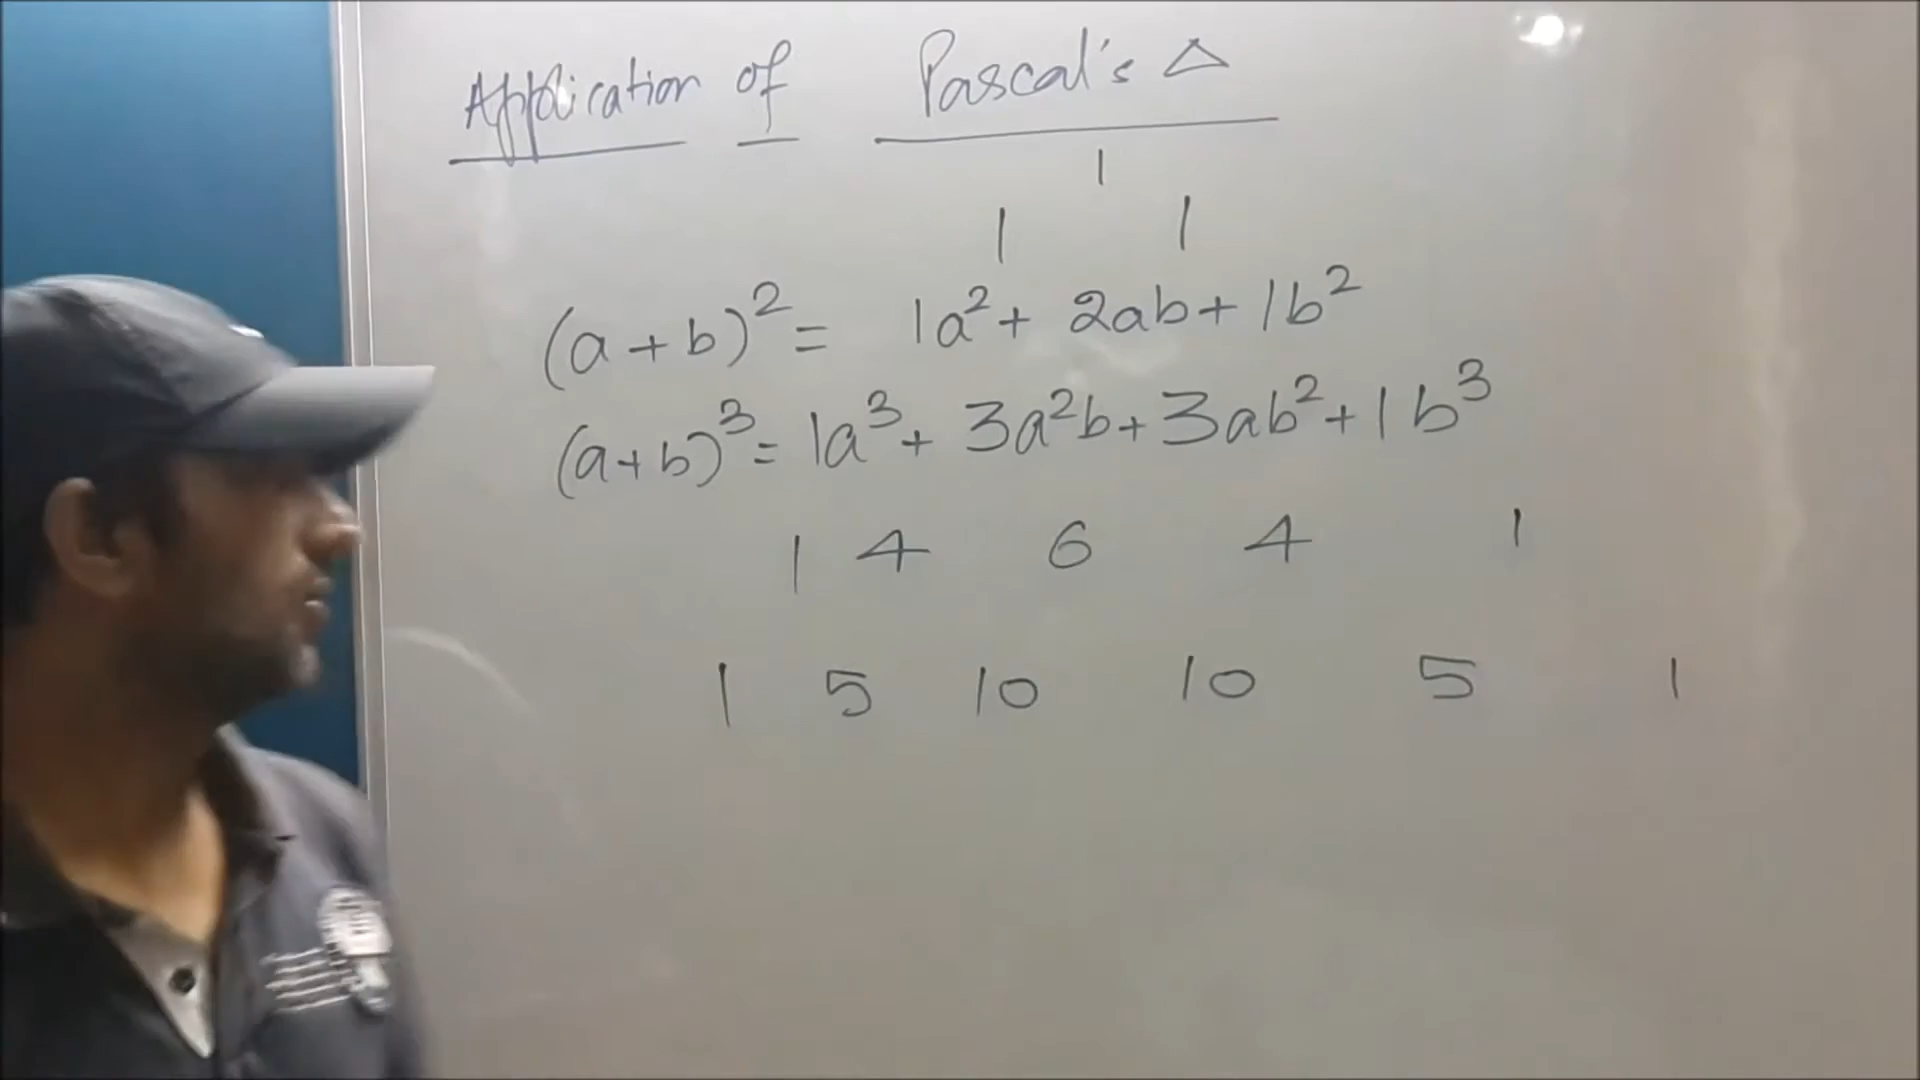 Application of Pascal's △
1
1 1
(a+b)² = 1a² + 2ab + 1b²
(a+b)³ = 1a³ + 3a²b + 3ab² + 1b³
1 4 6 4 1
1 5 10 10 5 1